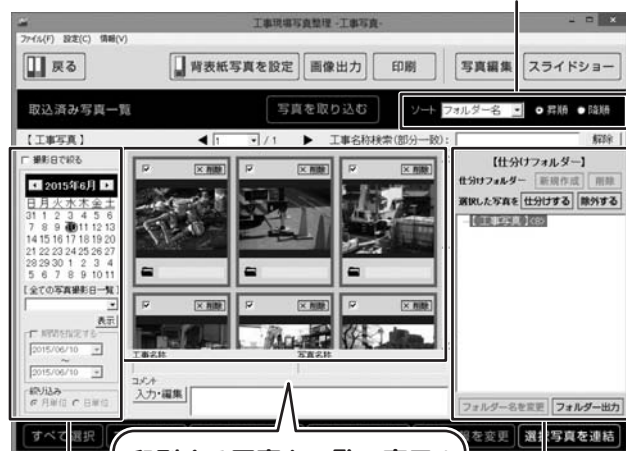 工事現場写真整理 -工事写真-
ファイル(F) 設定(C) 情報(V)
戻る 背表紙写真を設定 画像出力 印刷 写真編集 スライドショー
取込済み写真一覧 写真を取り込む ソート フォルダー名 昇順 降順
【工事写真】 1 / 1 工事名称検索(部分一致): 解除
撮影日で絞る
2015年6月
日 月 火 水 木 金 土
31 1 2 3 4 5 6
7 8 9 10 11 12 13
14 15 16 17 18 19 20
21 22 23 24 25 26 27
28 29 30 1 2 3 4
5 6 7 8 9 10 11
【全ての写真撮影日一覧】
表示
期間を指定する
2015/06/10
～
2015/06/10
絞り込み
月単位 日単位
×削除 ×削除 ×削除
×削除 ×削除 ×削除
工事名称 写真名称
コメント
入力・編集
【仕分けフォルダー】
仕分けフォルダー 新規作成 削除
選択した写真を 仕分けする 除外する
【工事写真】
フォルダー名を変更 フォルダー出力
すべて選択 を変更 選択写真を連結